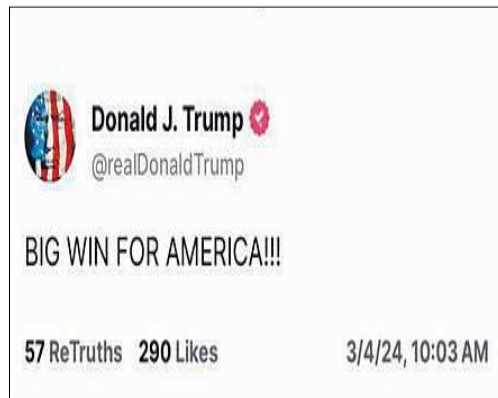 Donald J. Trump
@realDonaldTrump
BIG WIN FOR AMERICA!!!
57 ReTruths 290 Likes 3/4/24, 10:03 AM